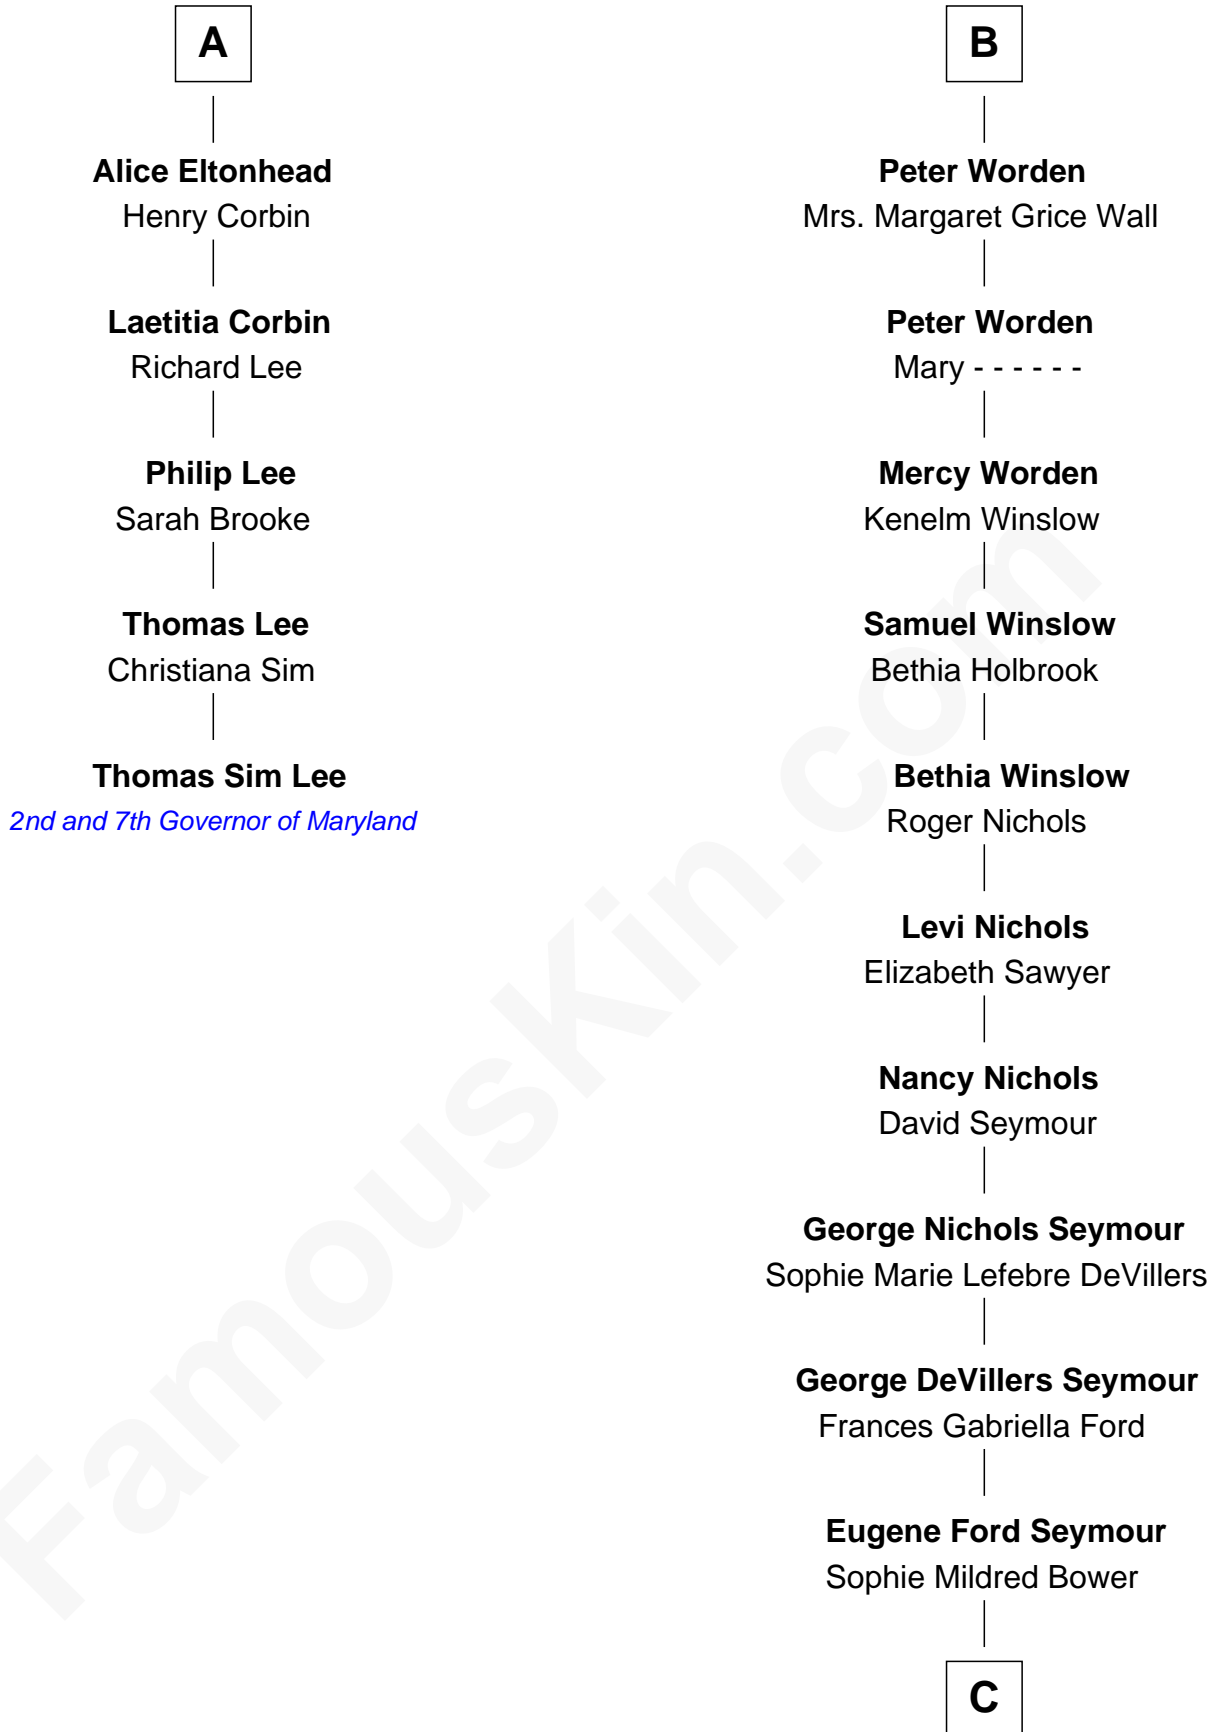 A
Alice Eltonhead
Henry Corbin
Laetitia Corbin
Richard Lee
Philip Lee
Sarah Brooke
Thomas Lee
Christiana Sim
Thomas Sim Lee
2nd and 7th Governor of Maryland
B
Peter Worden
Mrs. Margaret Grice Wall
Peter Worden
Mary - - - - - -
Mercy Worden
Kenelm Winslow
Samuel Winslow
Bethia Holbrook
Bethia Winslow
Roger Nichols
Levi Nichols
Elizabeth Sawyer
Nancy Nichols
David Seymour
George Nichols Seymour
Sophie Marie Lefebre DeVillers
George DeVillers Seymour
Frances Gabriella Ford
Eugene Ford Seymour
Sophie Mildred Bower
C
FamousKin.com